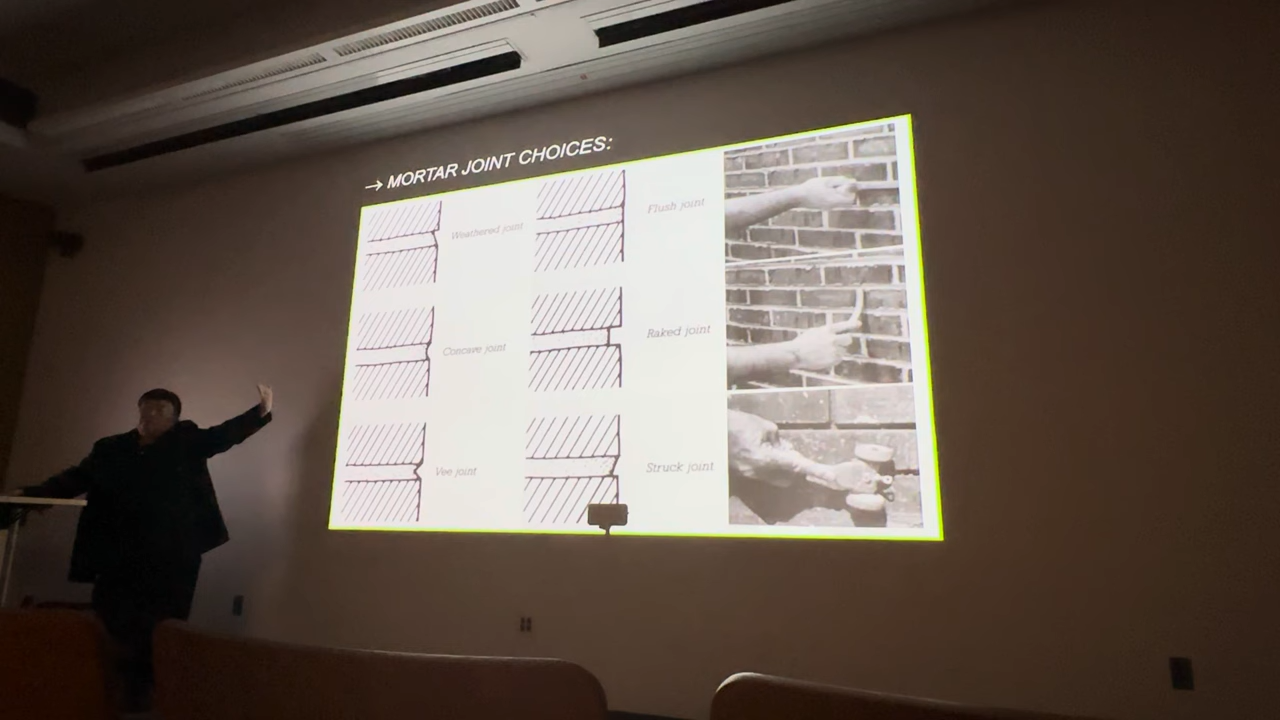 → MORTAR JOINT CHOICES:
Weathered joint
Flush joint
Concave joint
Raked joint
Vee joint
Struck joint